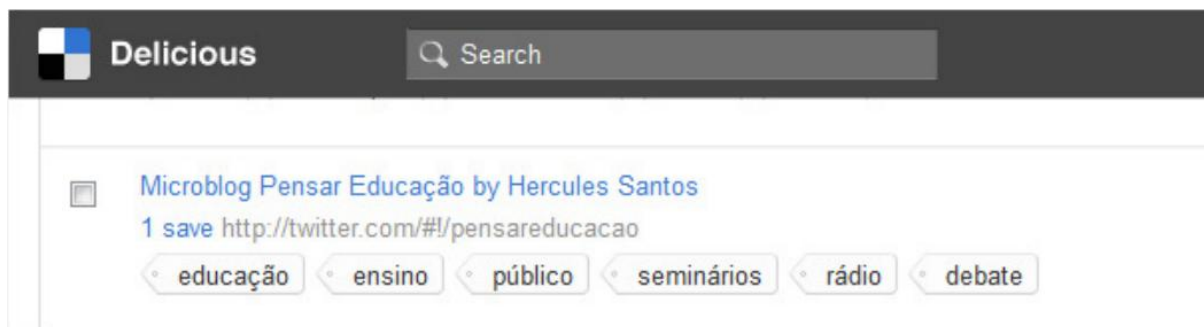 Delicious Search
Microblog Pensar Educação by Hercules Santos
1 save http://twitter.com/#!/pensareducacao
educação ensino público seminários rádio debate